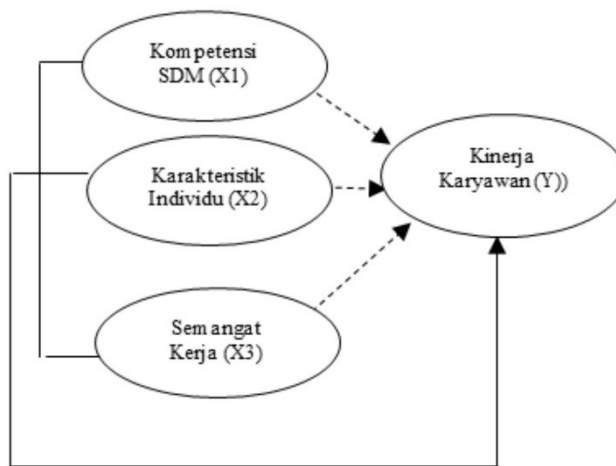 Kompetensi
SDM (X1)
Karakteristik
Individu (X2)
Kinerja
Karyawan (Y))
Semangat
Kerja (X3)